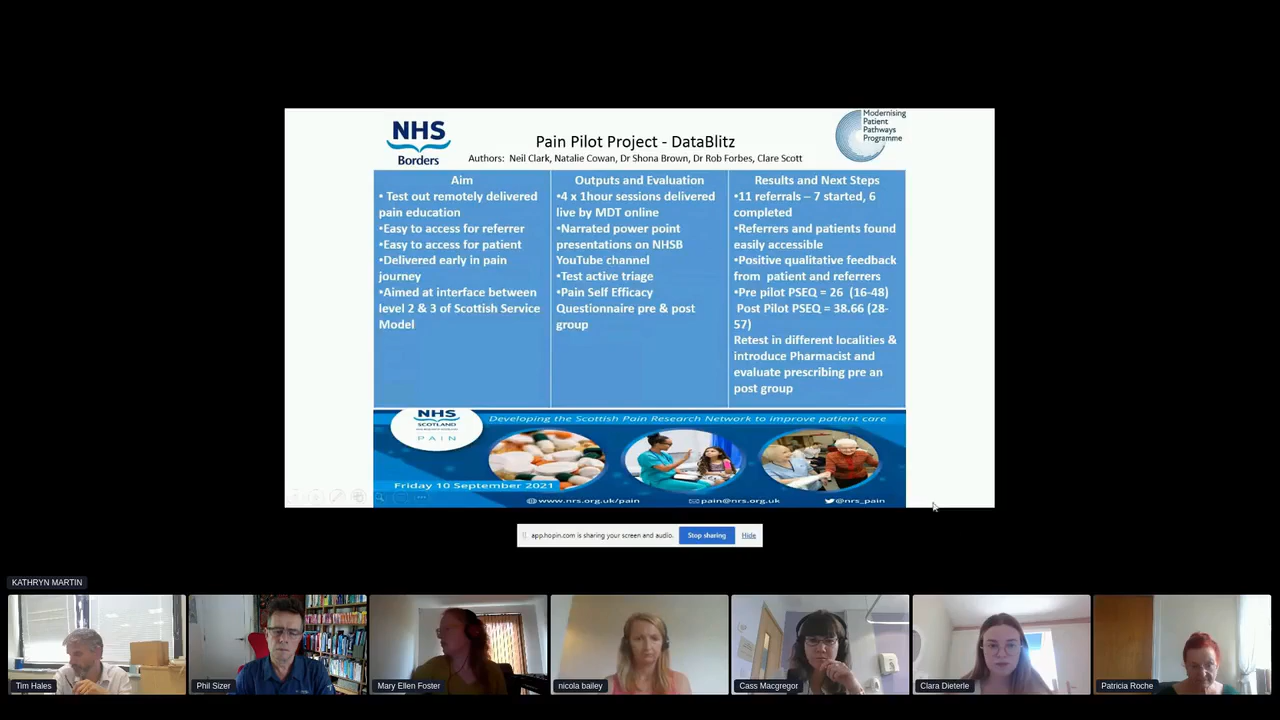 NHS
Borders
Pain Pilot Project - DataBlitz
Modernising
Patient
Pathways
Programme
Authors: Neil Clark, Natalie Cowan, Dr Shona Brown, Dr Rob Forbes, Clare Scott
Aim
• Test out remotely delivered
pain education
•Easy to access for referrer
•Easy to access for patient
•Delivered early in pain
journey
•Aimed at interface between
level 2 & 3 of Scottish Service
Model
Outputs and Evaluation
•4 x 1hour sessions delivered
live by MDT online
•Narrated power point
presentations on NHSB
YouTube channel
•Test active triage
•Pain Self Efficacy
Questionnaire pre & post
group
Results and Next Steps
•11 referrals – 7 started, 6
completed
•Referrers and patients found
easily accessible
•Positive qualitative feedback
from patient and referrers
•Pre pilot PSEQ = 26 (16-48)
Post Pilot PSEQ = 38.66 (28-
57)
Retest in different localities &
introduce Pharmacist and
evaluate prescribing pre an
post group
NHS
SCOTLAND
PAIN
Developing the Scottish Pain Research Network to improve patient care
Friday 10 September 2021
www.nrs.org.uk/pain
pain@nrs.org.uk
@nrs_pain
app.hopin.com is sharing your screen and audio.
Stop sharing
Hide
KATHRYN MARTIN
Tim Hales
Phil Sizer
Mary Ellen Foster
nicola bailey
Cass Macgregor
Clara Dieterle
Patricia Roche